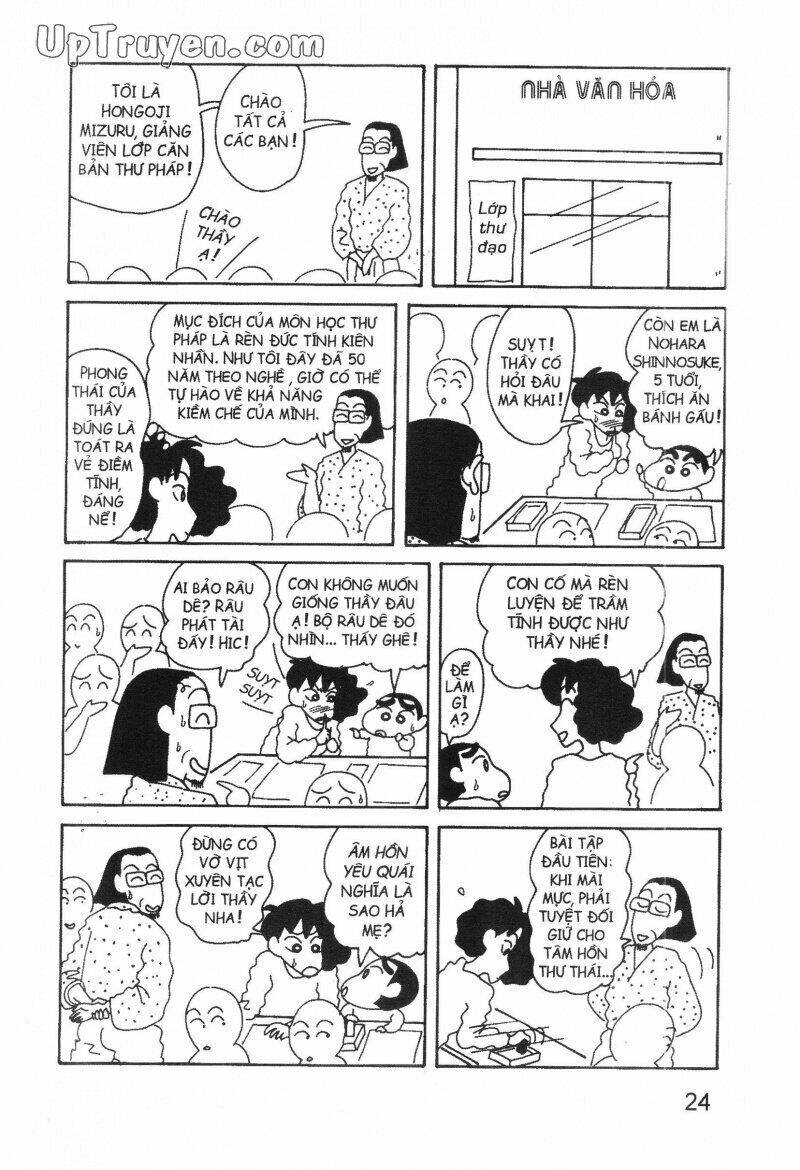 UpTruyen.com
NHÀ VĂN HÓA
Lớp
thư
đạo
CHÀO
TẤT CẢ
CÁC BẠN!
TÔI LÀ
HONGOJI
MIZURU, GIẢNG
VIÊN LỚP CĂN
BẢN THƯ PHÁP!
CHÀO
THẦY
Ạ!
CÒN EM LÀ
NOHARA
SHINNOSUKE,
5 TUỔI,
THÍCH ĂN
BÁNH GẤU!
SUỴT!
THẦY CÓ
HỎI ĐÂU
MÀ KHAI!
MỤC ĐÍCH CỦA MÔN HỌC THƯ
PHÁP LÀ RÈN ĐỨC TÍNH KIÊN
NHẪN. NHƯ TÔI ĐÂY ĐÃ 50
NĂM THEO NGHỀ, GIỜ CÓ THỂ
TỰ HÀO VỀ KHẢ NĂNG
KIỀM CHẾ CỦA MÌNH.
PHONG
THÁI CỦA
THẦY
ĐÚNG LÀ
TOÁT RA
VẺ ĐIỀM
TĨNH,
ĐÁNG
NỂ!
CON CỐ MÀ RÈN
LUYỆN ĐỂ TRẦM
TĨNH ĐƯỢC NHƯ
THẦY NHÉ!
ĐỂ
LÀM
GÌ
Ạ?
CON KHÔNG MUỐN
GIỐNG THẦY ĐÂU
Ạ! BỘ RÂU DÊ ĐÓ
NHÌN... THẤY GHÊ!
SUỴT
SUỴT
AI BẢO RÂU
DÊ? RÂU
PHÁT TÀI
ĐẤY! HIC!
BÀI TẬP
ĐẦU TIÊN:
KHI MÀI
MỰC, PHẢI
TUYỆT ĐỐI
GIỮ CHO
TÂM HỒN
THƯ THÁI...
ÂM HỒN
YÊU QUÁI
NGHĨA LÀ
SAO HẢ
MẸ?
ĐỪNG CÓ
VỜ VỊT
XUYÊN TẠC
LỜI THẦY
NHA!
24